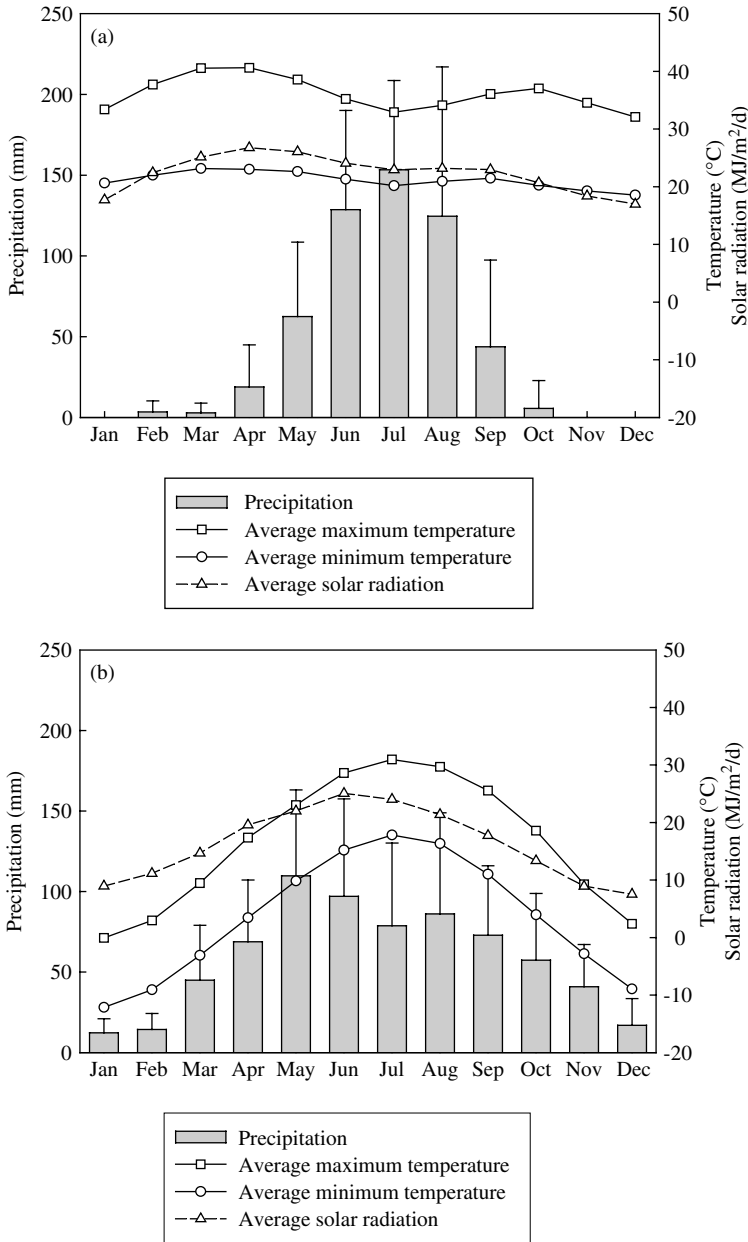 (a)
250
200
150
100
50
0
Precipitation (mm)
50
40
30
20
10
0
-10
-20
Temperature (°C)
Solar radiation (MJ/m²/d)
Jan Feb Mar Apr May Jun Jul Aug Sep Oct Nov Dec
Precipitation
Average maximum temperature
Average minimum temperature
Average solar radiation
(b)
250
200
150
100
50
0
Precipitation (mm)
50
40
30
20
10
0
-10
-20
Temperature (°C)
Solar radiation (MJ/m²/d)
Jan Feb Mar Apr May Jun Jul Aug Sep Oct Nov Dec
Precipitation
Average maximum temperature
Average minimum temperature
Average solar radiation